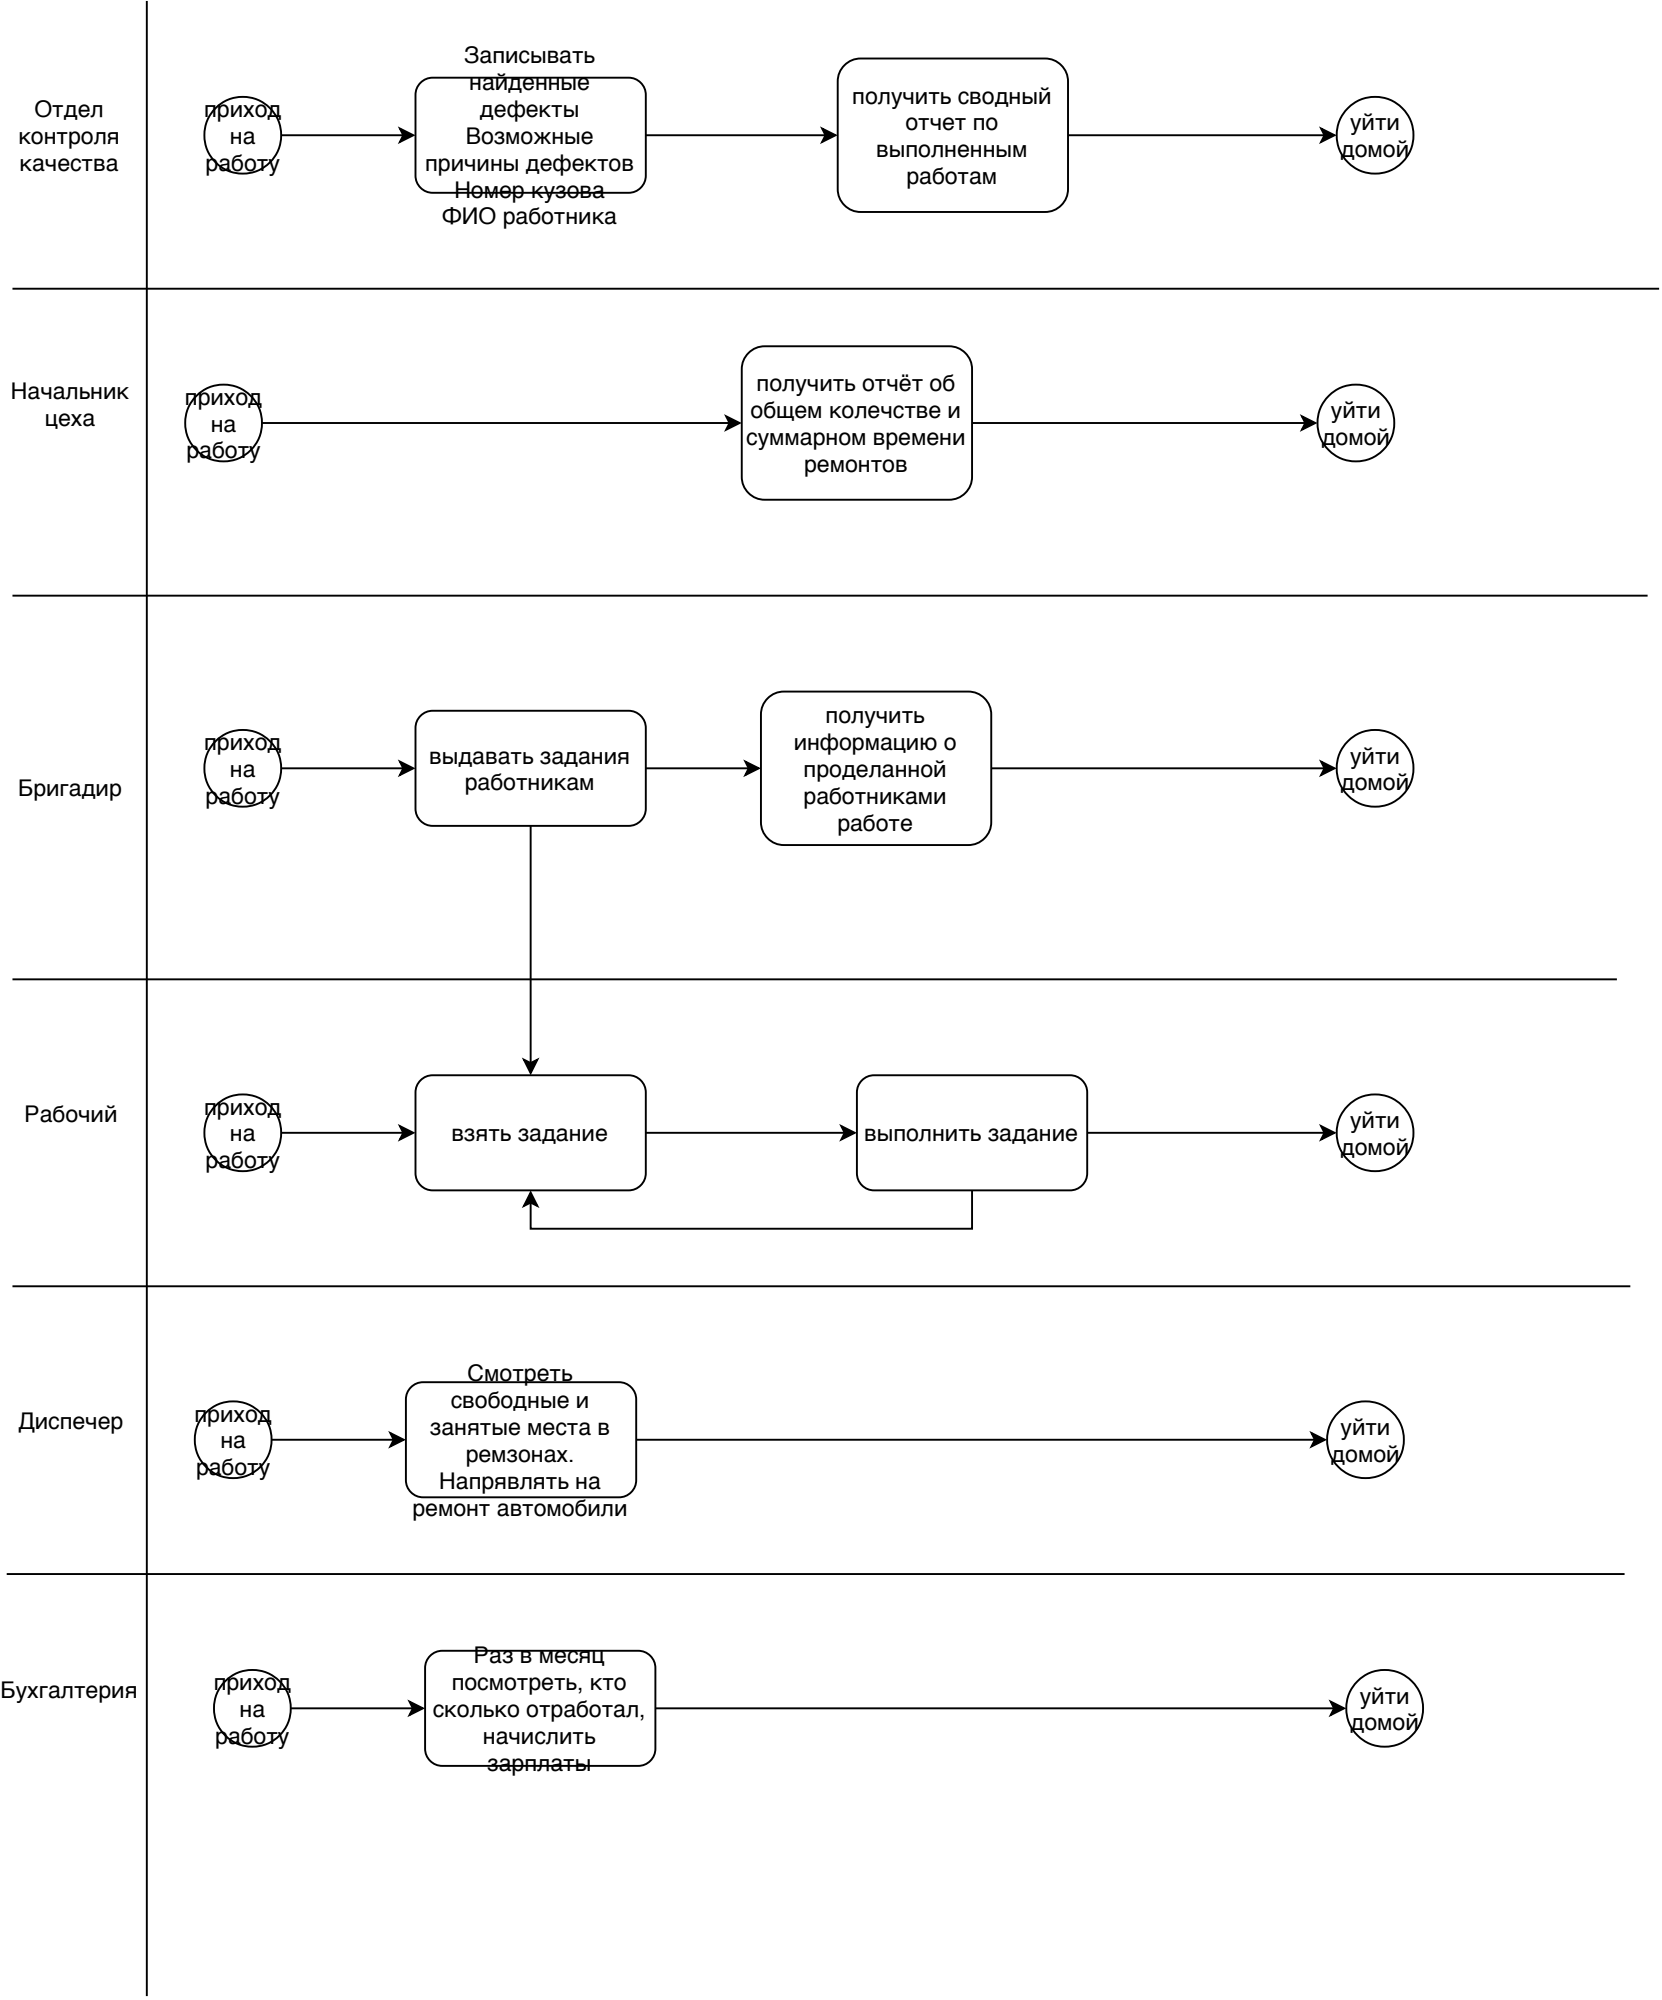 Отдел
контроля
качества
приход
на
работу
Записывать
найденные
дефекты
Возможные
причины дефектов
Номер кузова
ФИО работника
получить сводный
отчет по
выполненным
работам
уйти
домой
Начальник
цеха
приход
на
работу
получить отчёт об
общем колечстве и
суммарном времени
ремонтов
уйти
домой
Бригадир
приход
на
работу
выдавать задания
работникам
получить
информацию о
проделанной
работниками
работе
уйти
домой
Рабочий
приход
на
работу
взять задание
выполнить задание
уйти
домой
Диспечер
приход
на
работу
Смотреть
свободные и
занятые места в
ремзонах.
Напрявлять на
ремонт автомобили
уйти
домой
Бухгалтерия
приход
на
работу
Раз в месяц
посмотреть, кто
сколько отработал,
начислить
зарплаты
уйти
домой